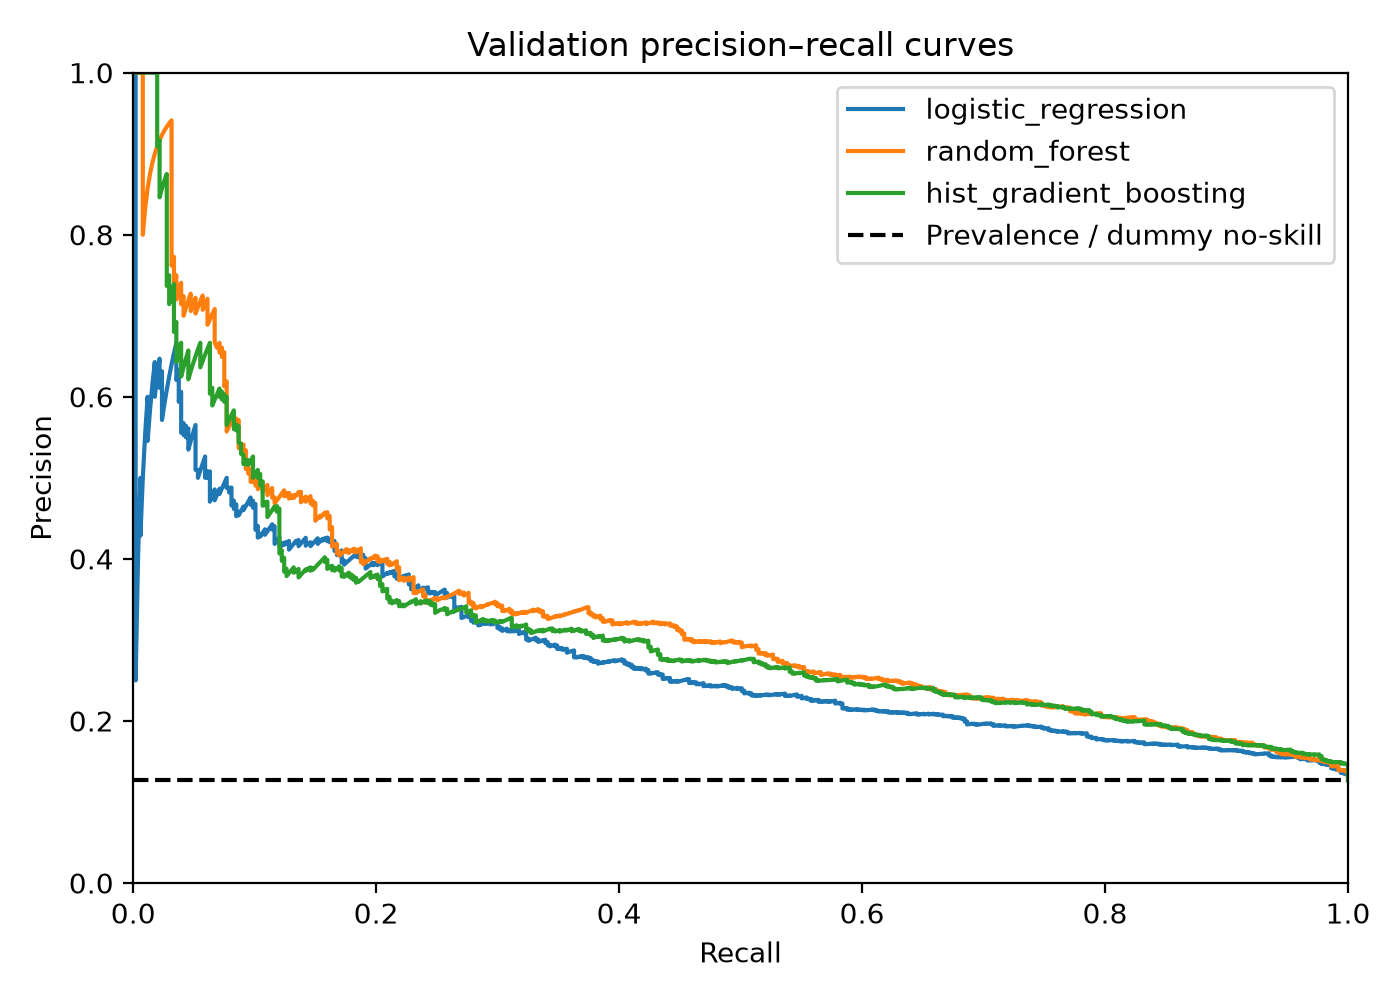 Validation precision–recall curves
logistic_regression
random_forest
hist_gradient_boosting
Prevalence / dummy no-skill
Precision
1.0
0.8
0.6
0.4
0.2
0.0
0.0 0.2 0.4 0.6 0.8 1.0
Recall